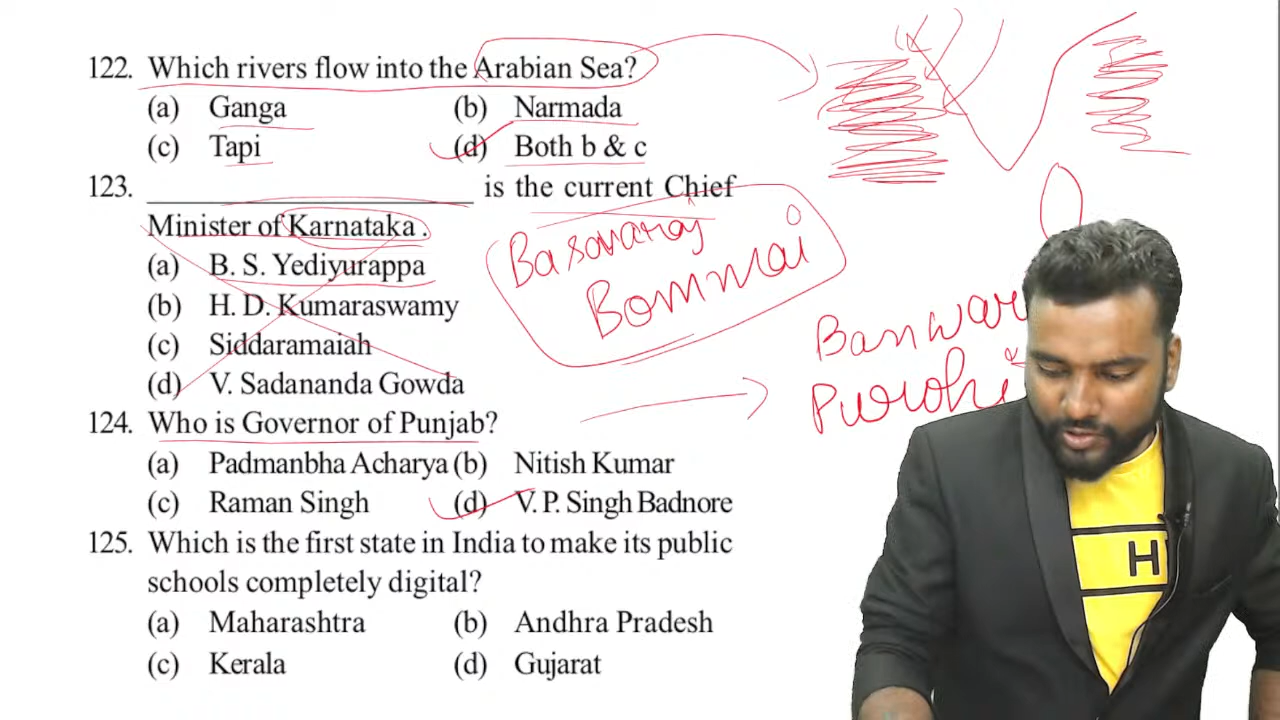 122. Which rivers flow into the Arabian Sea?
(a) Ganga (b) Narmada
(c) Tapi (d) Both b & c
123. ____________________ is the current Chief
Minister of Karnataka .
(a) B. S. Yediyurappa
(b) H. D. Kumaraswamy
(c) Siddaramaiah
(d) V. Sadananda Gowda
Basavaraj
Bommai
Banwar
Purohi
124. Who is Governor of Punjab?
(a) Padmanbha Acharya (b) Nitish Kumar
(c) Raman Singh (d) V. P. Singh Badnore
125. Which is the first state in India to make its public
schools completely digital?
(a) Maharashtra (b) Andhra Pradesh
(c) Kerala (d) Gujarat
H